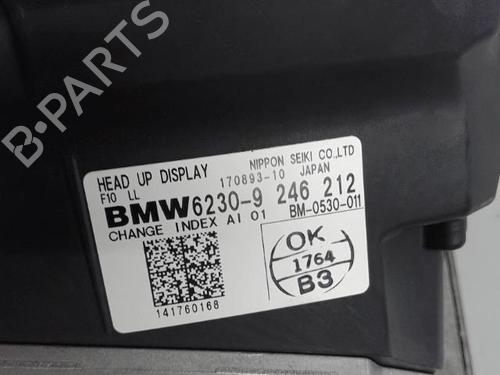 HEAD UP DISPLAY NIPPON SEIKI CO.,LTD
F10 LL 170893-10 JAPAN
BMW 6230-9 246 212
CHANGE INDEX AI 01 BM-0530-011
OK
1764
B3
141760168
B-PARTS